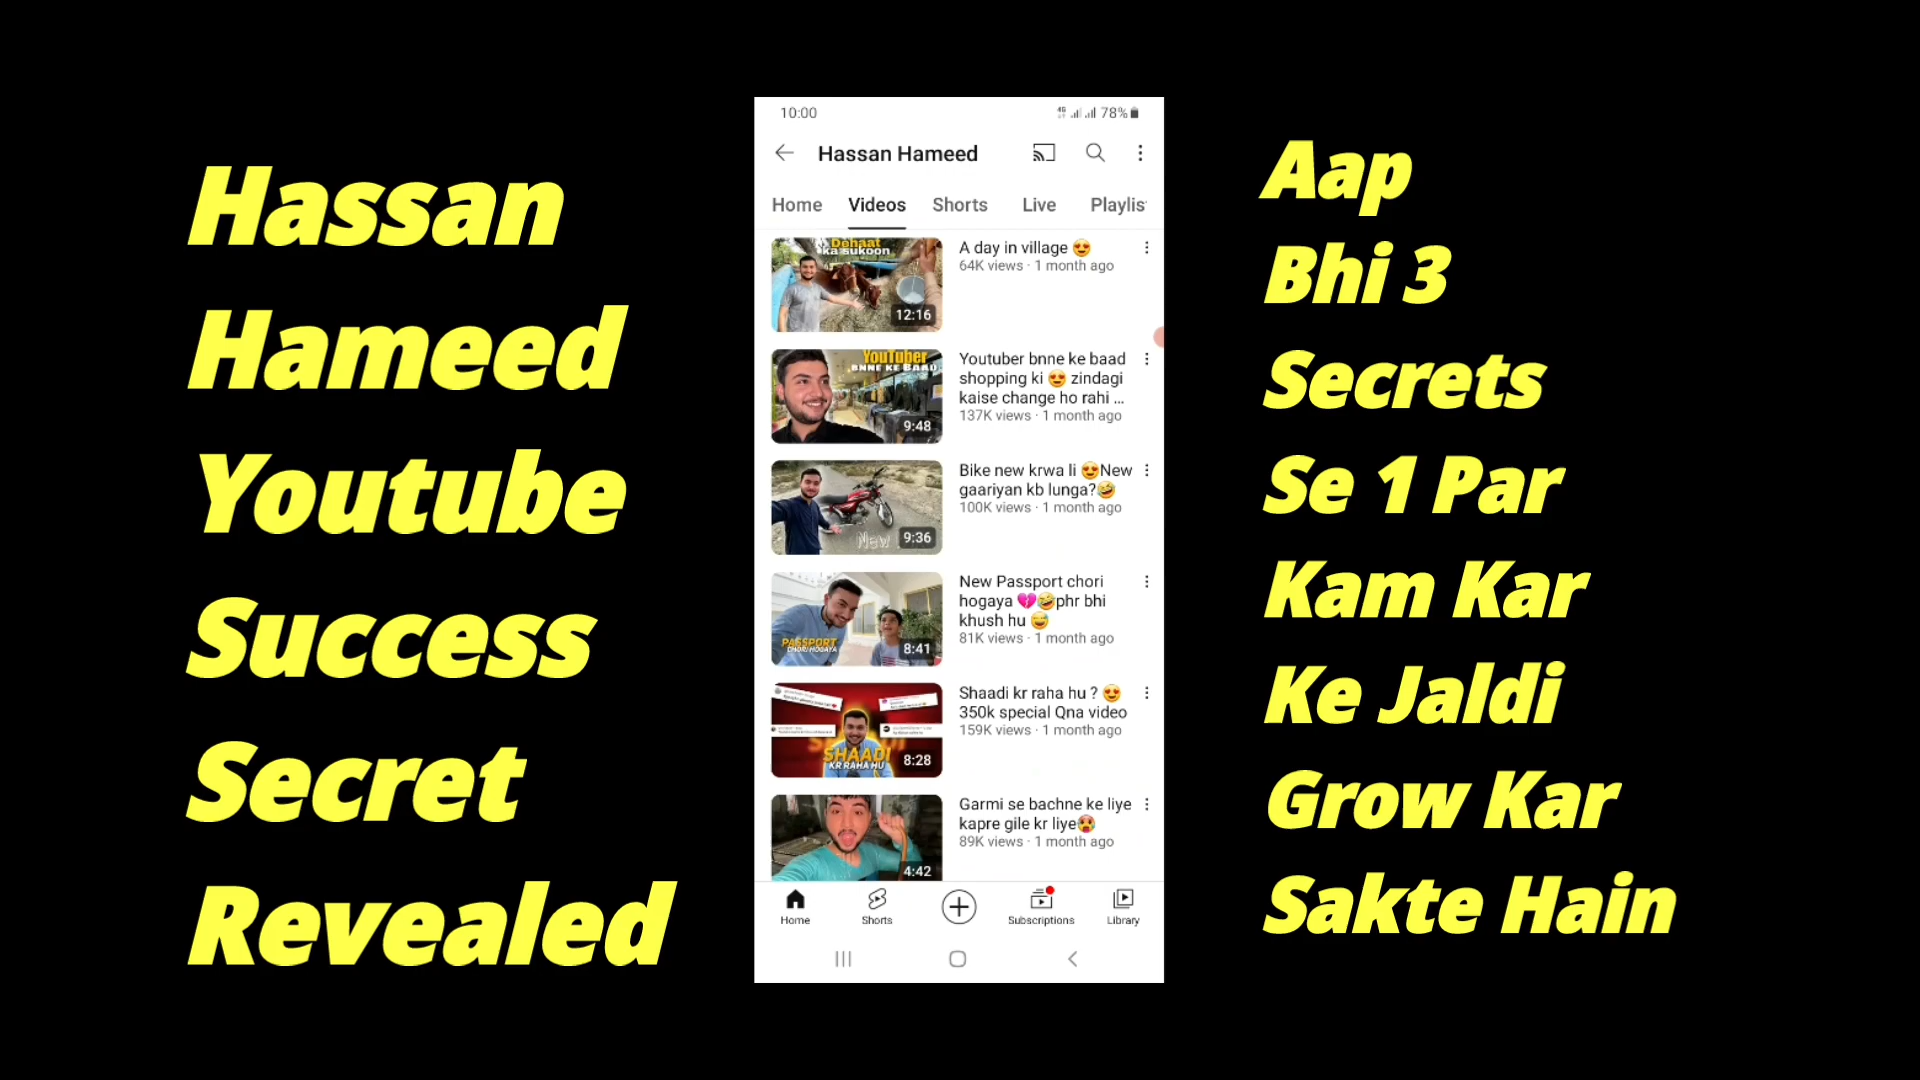 Hassan
Hameed
Youtube
Success
Secret
Revealed
10:00
4G
78%
Hassan Hameed
Home
Videos
Shorts
Live
Playlis
Dehaat
ka sukoon
12:16
A day in village 😍
64K views · 1 month ago
YouTuber
BNNE KE BAAD
9:48
Youtuber bnne ke baad
shopping ki 😍 zindagi
kaise change ho rahi ...
137K views · 1 month ago
New
9:36
Bike new krwa li 😍New
gaariyan kb lunga?🤣
100K views · 1 month ago
PASSPORT
CHORI HOGAYA
8:41
New Passport chori
hogaya 💔🤣phr bhi
khush hu 😅
81K views · 1 month ago
SHAADI
KR RAHA HU
8:28
Shaadi kr raha hu ? 😍
350k special Qna video
159K views · 1 month ago
4:42
Garmi se bachne ke liye
kapre gile kr liye🥵
89K views · 1 month ago
Home
Shorts
Subscriptions
Library
Aap
Bhi 3
Secrets
Se 1 Par
Kam Kar
Ke Jaldi
Grow Kar
Sakte Hain